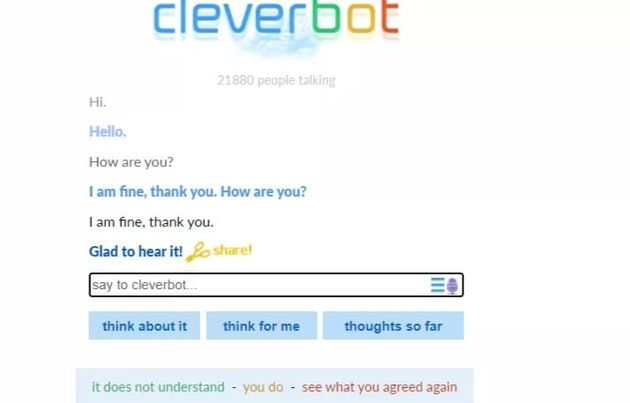 cleverbot
21880 people talking
Hi.
Hello.
How are you?
I am fine, thank you. How are you?
I am fine, thank you.
Glad to hear it! share!
say to cleverbot...
think about it think for me thoughts so far
it does not understand - you do - see what you agreed again